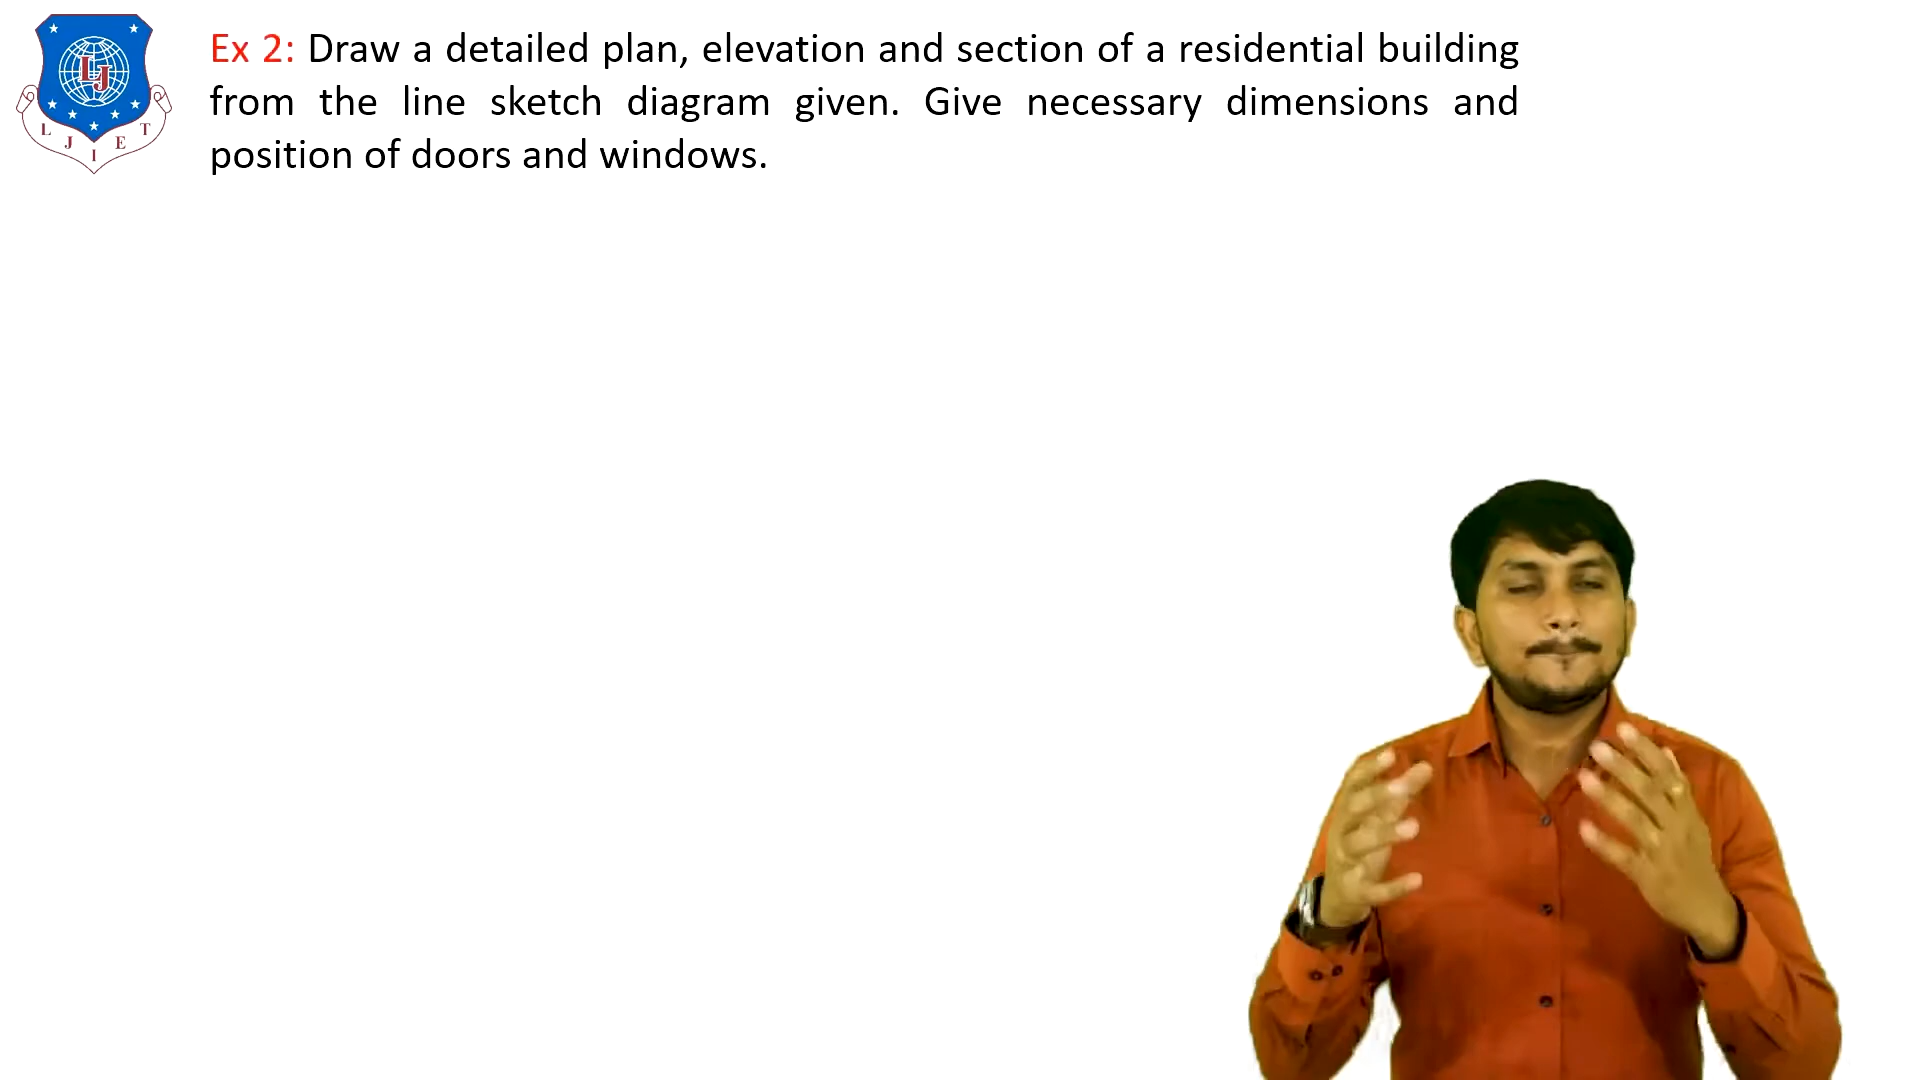 Ex 2: Draw a detailed plan, elevation and section of a residential building
from the line sketch diagram given. Give necessary dimensions and
position of doors and windows.
LJ
L J I E T